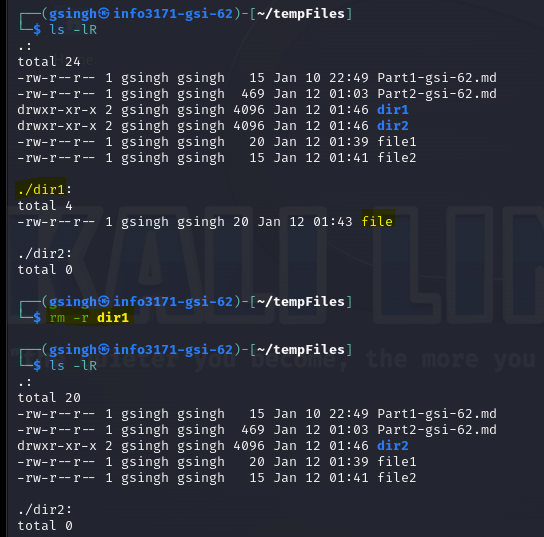 ┌──(gsingh㉿info3171-gsi-62)-[~/tempFiles]
└─$ ls -lR
.:
total 24
-rw-r--r-- 1 gsingh gsingh   15 Jan 10 22:49 Part1-gsi-62.md
-rw-r--r-- 1 gsingh gsingh  469 Jan 12 01:03 Part2-gsi-62.md
drwxr-xr-x 2 gsingh gsingh 4096 Jan 12 01:46 dir1
drwxr-xr-x 2 gsingh gsingh 4096 Jan 12 01:46 dir2
-rw-r--r-- 1 gsingh gsingh   20 Jan 12 01:39 file1
-rw-r--r-- 1 gsingh gsingh   15 Jan 12 01:41 file2

./dir1:
total 4
-rw-r--r-- 1 gsingh gsingh 20 Jan 12 01:43 file

./dir2:
total 0

┌──(gsingh㉿info3171-gsi-62)-[~/tempFiles]
└─$ rm -r dir1

┌──(gsingh㉿info3171-gsi-62)-[~/tempFiles]
└─$ ls -lR
.:
total 20
-rw-r--r-- 1 gsingh gsingh   15 Jan 10 22:49 Part1-gsi-62.md
-rw-r--r-- 1 gsingh gsingh  469 Jan 12 01:03 Part2-gsi-62.md
drwxr-xr-x 2 gsingh gsingh 4096 Jan 12 01:46 dir2
-rw-r--r-- 1 gsingh gsingh   20 Jan 12 01:39 file1
-rw-r--r-- 1 gsingh gsingh   15 Jan 12 01:41 file2

./dir2:
total 0
KALI LIN
you become, the more you